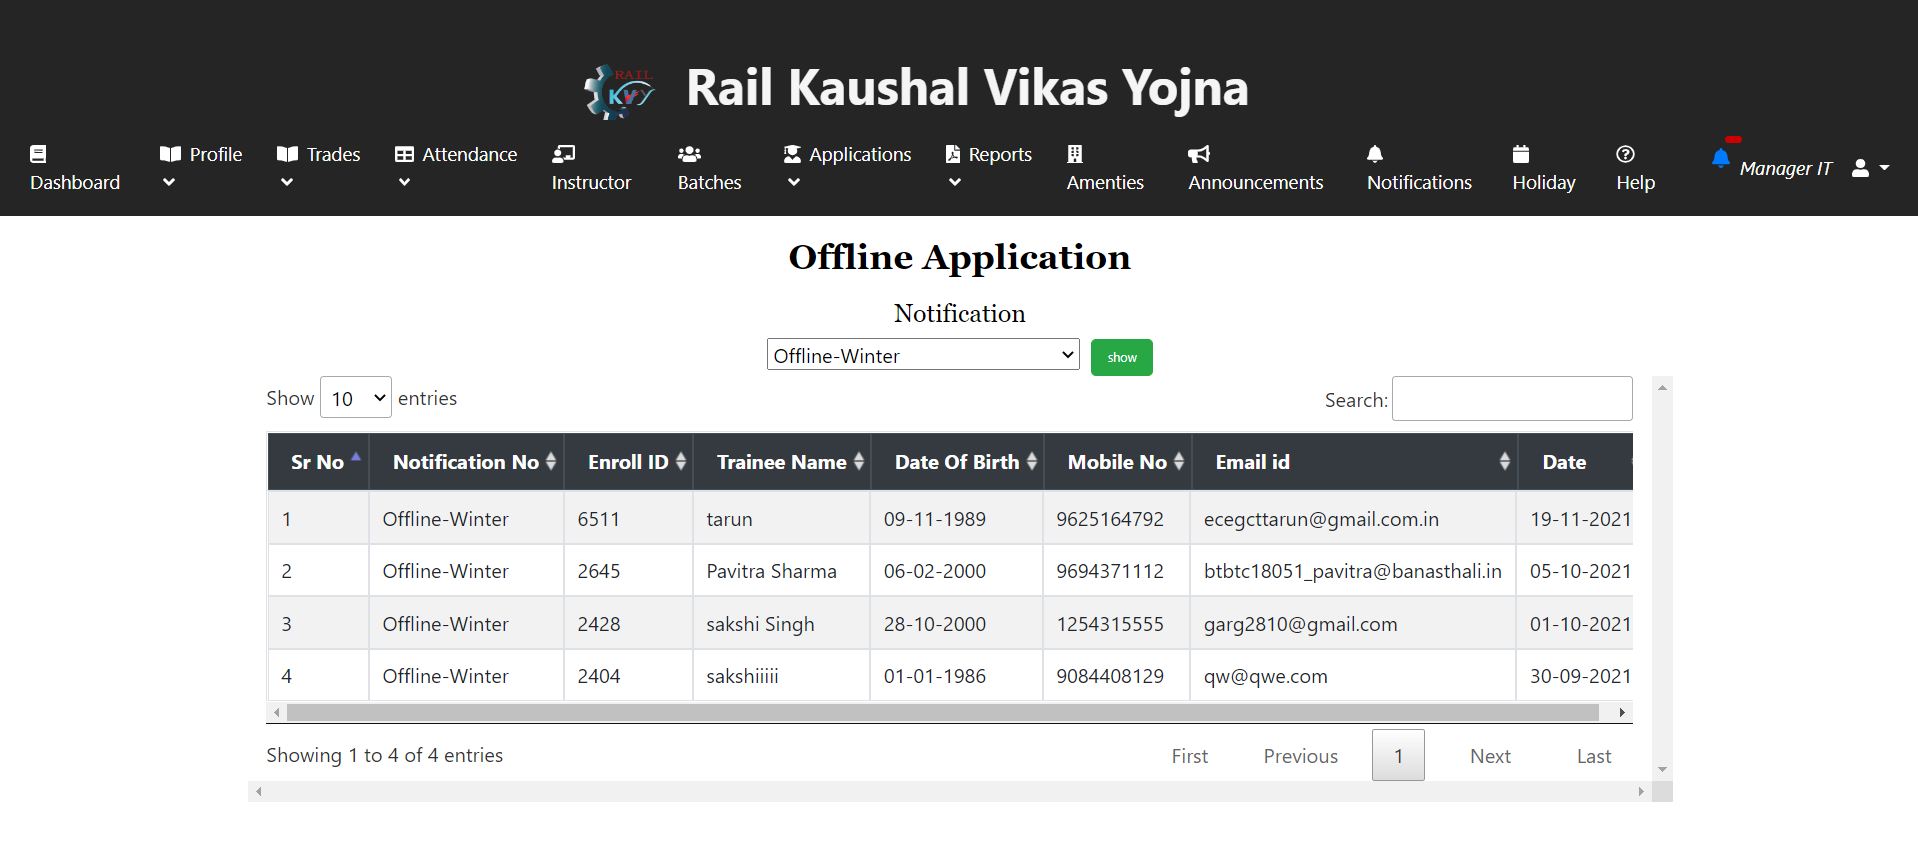 RAIL
KVY
Rail Kaushal Vikas Yojna
Dashboard
Profile
Trades
Attendance
Instructor
Batches
Applications
Reports
Amenties
Announcements
Notifications
Holiday
Help
Manager IT
Offline Application
Notification
Offline-Winter show
Show 10 entries Search:
Sr No Notification No Enroll ID Trainee Name Date Of Birth Mobile No Email id Date
1 Offline-Winter 6511 tarun 09-11-1989 9625164792 ecegcttarun@gmail.com.in 19-11-2021
2 Offline-Winter 2645 Pavitra Sharma 06-02-2000 9694371112 btbtc18051_pavitra@banasthali.in 05-10-2021
3 Offline-Winter 2428 sakshi Singh 28-10-2000 1254315555 garg2810@gmail.com 01-10-2021
4 Offline-Winter 2404 sakshiiiii 01-01-1986 9084408129 qw@qwe.com 30-09-2021
Showing 1 to 4 of 4 entries First Previous 1 Next Last